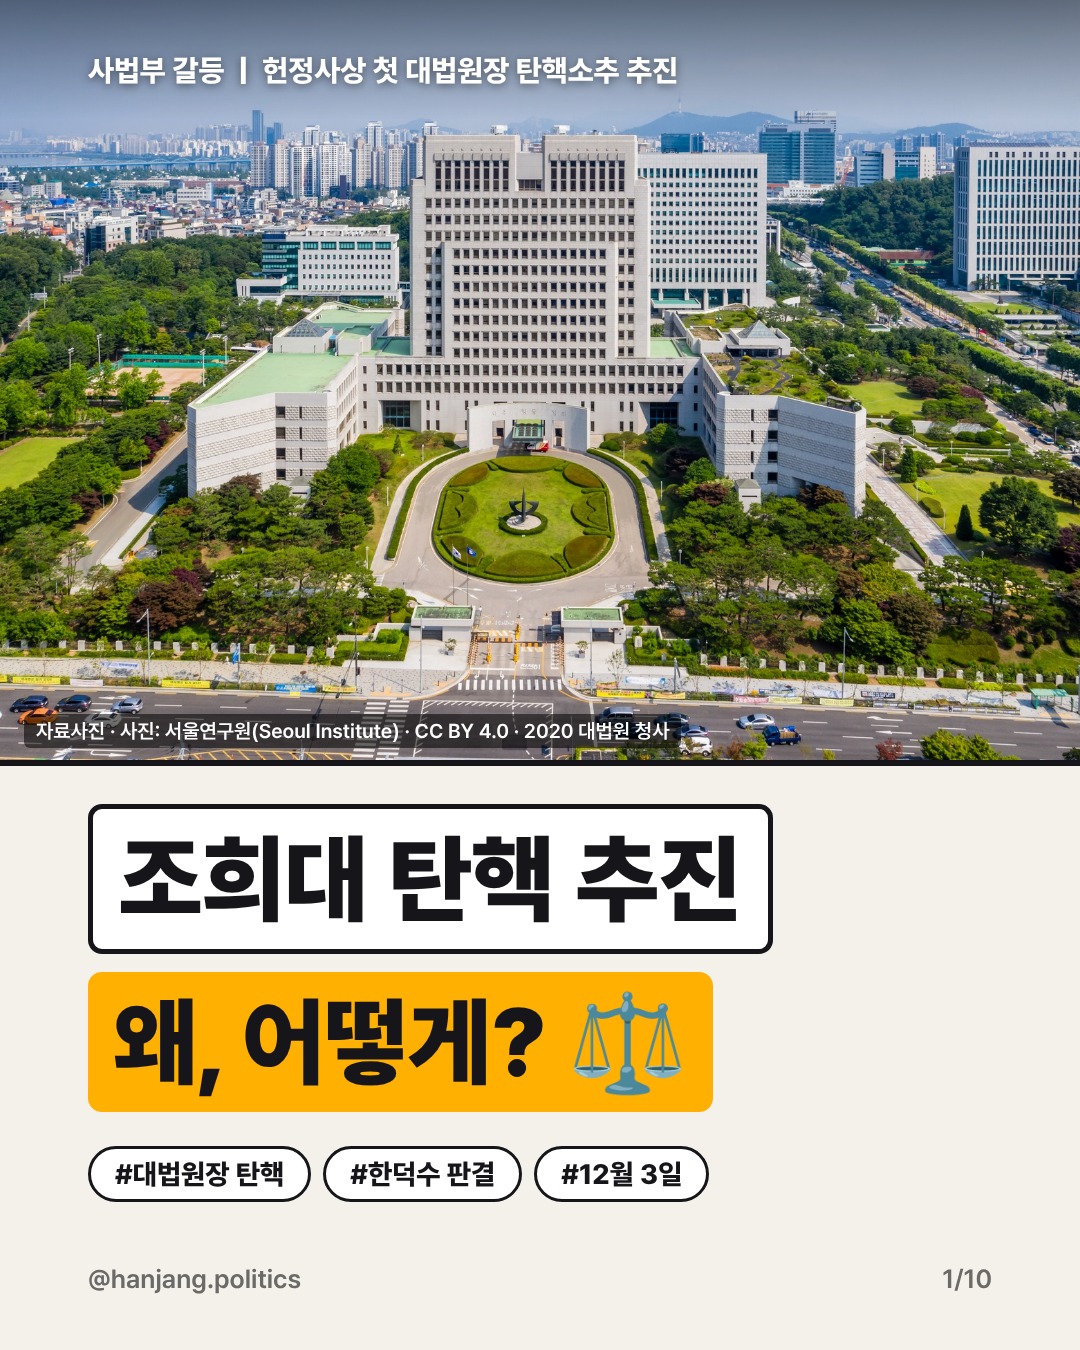 사법부 갈등 | 헌정사상 첫 대법원장 탄핵소추 추진
자료사진 · 사진: 서울연구원(Seoul Institute) · CC BY 4.0 · 2020 대법원 청사
조희대 탄핵 추진
왜, 어떻게? ⚖️
#대법원장 탄핵 #한덕수 판결 #12월 3일
@hanjang.politics 1/10